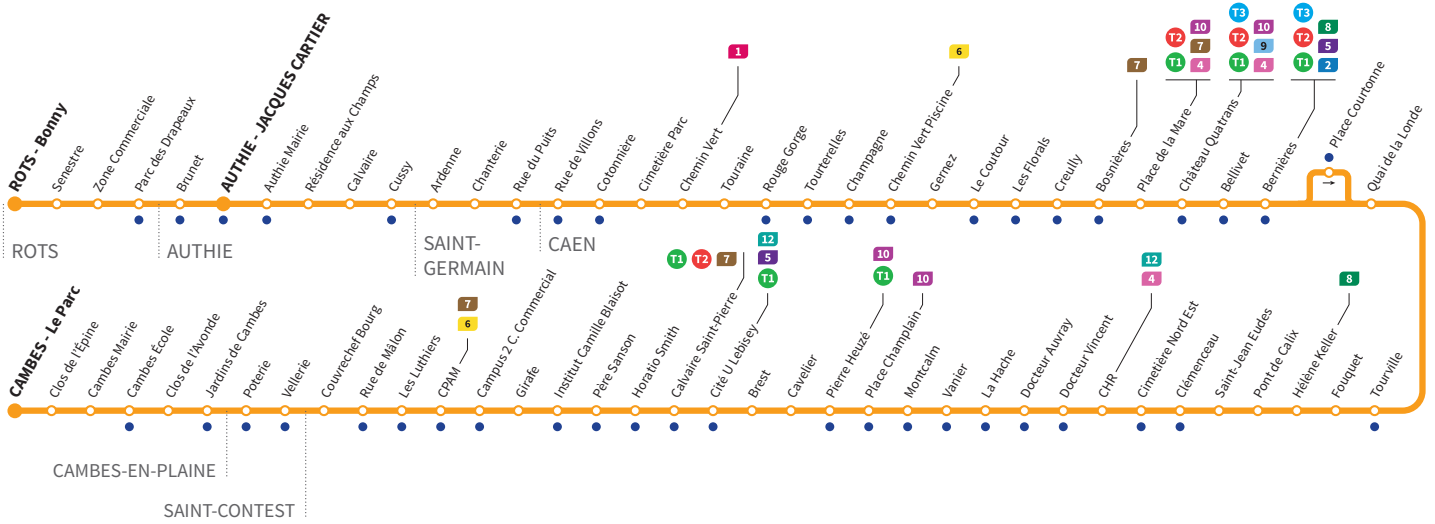 ROTS - Bonny
Senestre
Zone Commerciale
Parc des Drapeaux
Brunet
AUTHIE - JACQUES CARTIER
Authie Mairie
Résidence aux Champs
Calvaire
Cussy
Ardenne
Chanterie
Rue du Puits
Rue de Villons
Cotonnière
Cimetière Parc
Chemin Vert
1
Touraine
Rouge Gorge
Tourterelles
Champagne
Chemin Vert Piscine
6
Gernez
Le Coutour
Les Florals
Creully
Bosnières
7
Place de la Mare
T2 10
7
T1 4
Château Quatrans
T3
T2 10
9
T1 4
Bellivet
Bernières
T3 8
T2 5
T1 2
Place Courtonne
→
Quai de la Londe
ROTS
AUTHIE
SAINT-
GERMAIN
CAEN
CAMBES - Le Parc
Clos de l'Épine
Cambes Mairie
Cambes École
Clos de l'Avonde
Jardins de Cambes
Poterie
Vellerie
Couvrechef Bourg
Rue de Mâlon
Les Luthiers
CPAM
7
6
Campus 2 C. Commercial
Girafe
Institut Camille Blaisot
Père Sanson
Horatio Smith
Calvaire Saint-Pierre
T1 T2 7
Cité U Lebisey
12
5
T1
Brest
Cavelier
Pierre Heuzé
10
T1
Place Champlain
10
Montcalm
Vanier
La Hache
Docteur Auvray
Docteur Vincent
CHR
12
4
Cimetière Nord Est
Clémenceau
Saint-Jean Eudes
Pont de Calix
Hélène Keller
8
Fouquet
Tourville
CAMBES-EN-PLAINE
SAINT-CONTEST